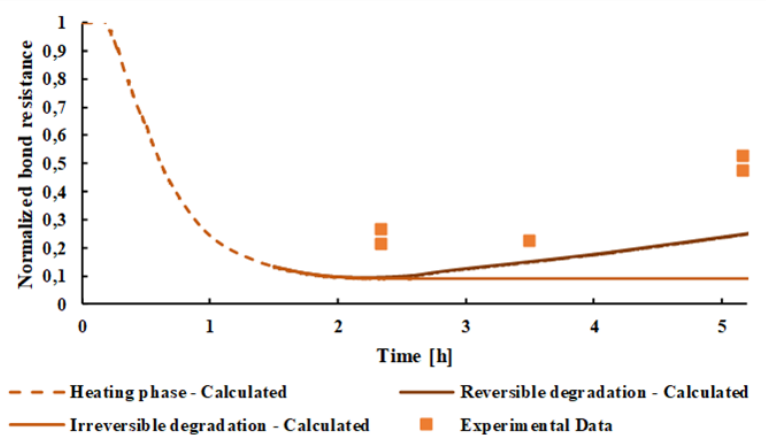 Normalized bond resistance
1
0,9
0,8
0,7
0,6
0,5
0,4
0,3
0,2
0,1
0
0 1 2 3 4 5
Time [h]
Heating phase - Calculated Reversible degradation - Calculated
Irreversible degradation - Calculated Experimental Data